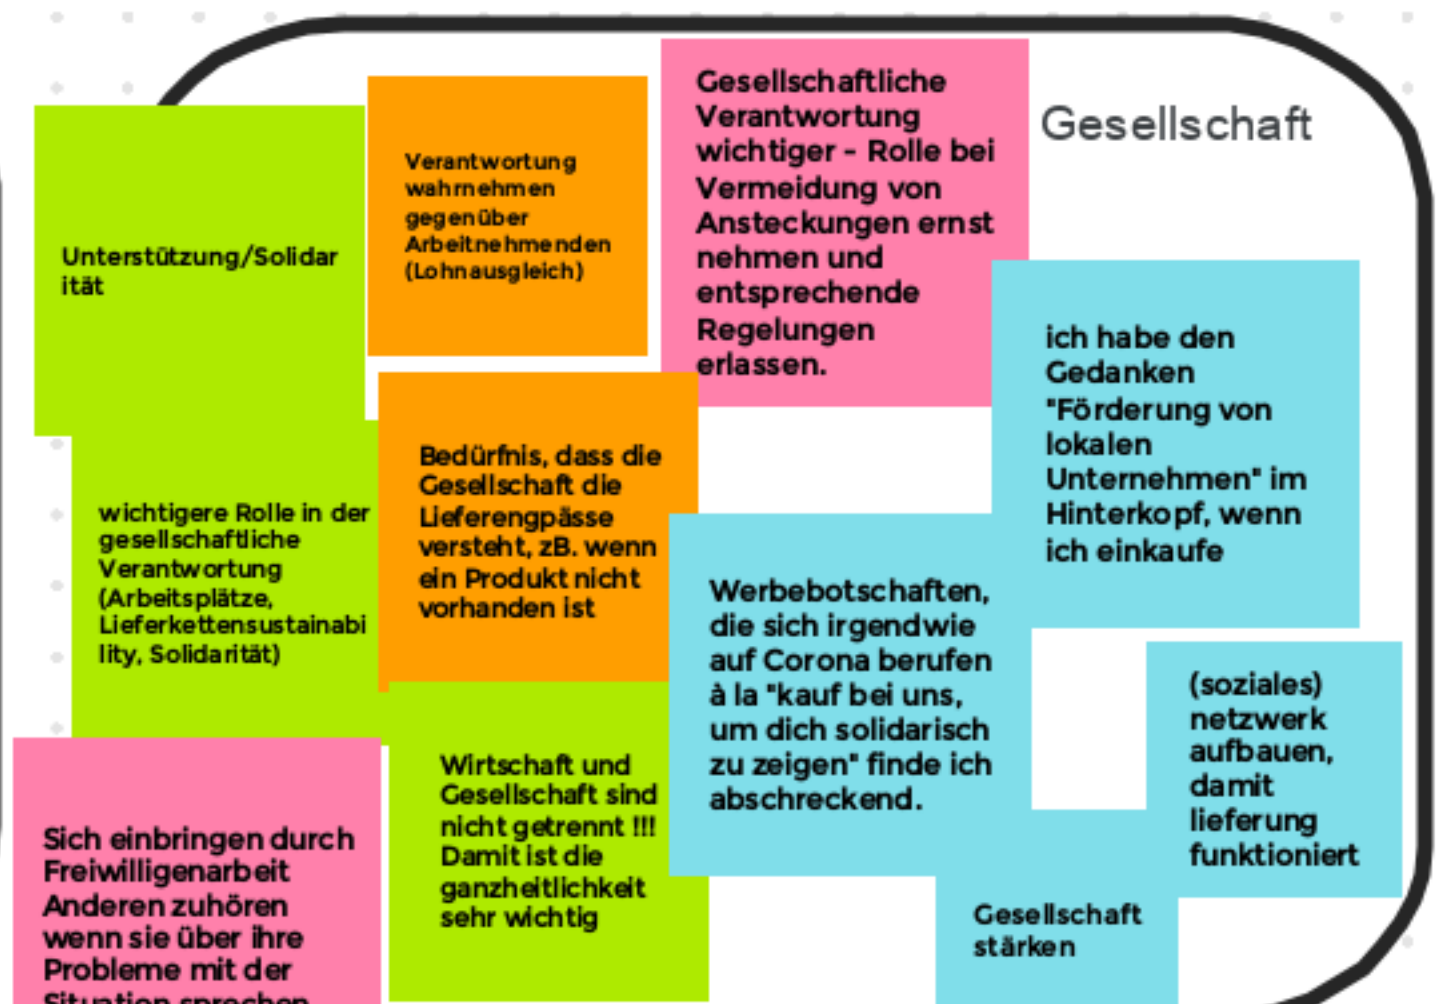 Gesellschaft
Unterstützung/Solidar
ität
Verantwortung
wahrnehmen
gegenüber
Arbeitnehmenden
(Lohnausgleich)
Gesellschaftliche
Verantwortung
wichtiger - Rolle bei
Vermeidung von
Ansteckungen ernst
nehmen und
entsprechende
Regelungen
erlassen.
ich habe den
Gedanken
"Förderung von
lokalen
Unternehmen" im
Hinterkopf, wenn
ich einkaufe
wichtigere Rolle in der
gesellschaftliche
Verantwortung
(Arbeitsplätze,
Lieferkettensustainabi
lity, Solidarität)
Bedürfnis, dass die
Gesellschaft die
Lieferengpässe
versteht, zB. wenn
ein Produkt nicht
vorhanden ist
Werbebotschaften,
die sich irgendwie
auf Corona berufen
à la "kauf bei uns,
um dich solidarisch
zu zeigen" finde ich
abschreckend.
(soziales)
netzwerk
aufbauen,
damit
lieferung
funktioniert
Sich einbringen durch
Freiwilligenarbeit
Anderen zuhören
wenn sie über ihre
Probleme mit der
Situation sprechen
Wirtschaft und
Gesellschaft sind
nicht getrennt !!!
Damit ist die
ganzheitlichkeit
sehr wichtig
Gesellschaft
stärken